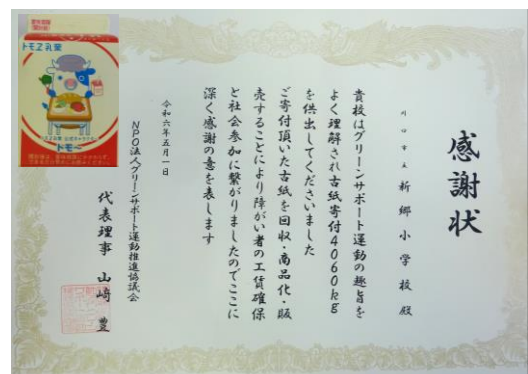 感謝状
川口市立 新郷小学校 殿
貴校はグリーンサポート運動の趣旨を
よく理解され古紙寄付4060kg
を供出してくださいました
ご寄付頂いた古紙を回収・商品化・販
売することにより障がい者の工賃確保
と社会参加に繋がりましたのでここに
深く感謝の意を表します
令和六年五月一日
NPO法人グリーンサポート運動推進協議会
代表理事 山﨑 豊
トモヱ乳業
トモー